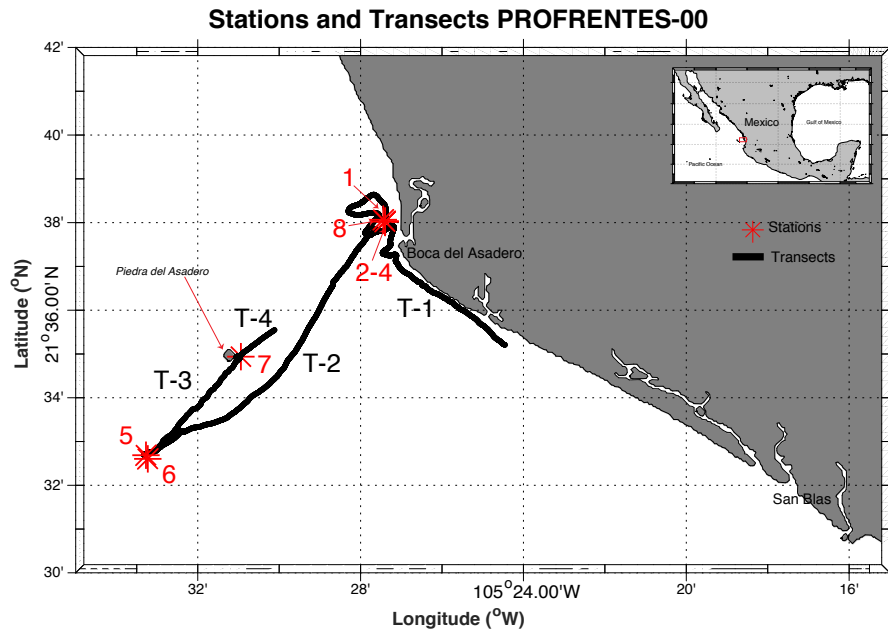 Stations and Transects PROFRENTES-00
42'
40'
38'
21°36.00' N
34'
32'
30'
Latitude (°N)
32'
28'
105°24.00'W
20'
16'
Longitude (°W)
Mexico
Gulf of Mexico
Pacific Ocean
Stations
Transects
1
8
2-4
Boca del Asadero
T-1
Piedra del Asadero
T-4
7
T-2
T-3
5
6
San Blas